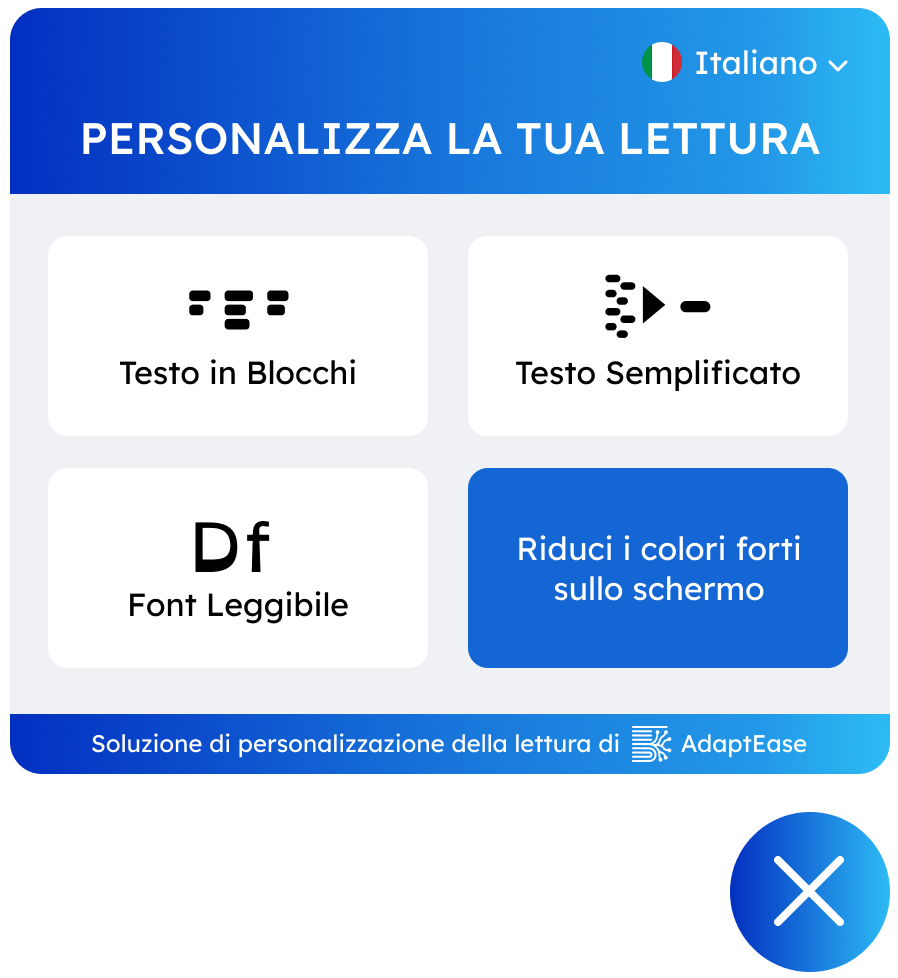 Italiano
PERSONALIZZA LA TUA LETTURA
Testo in Blocchi
Testo Semplificato
Df
Font Leggibile
Riduci i colori forti
sullo schermo
Soluzione di personalizzazione della lettura di AdaptEase